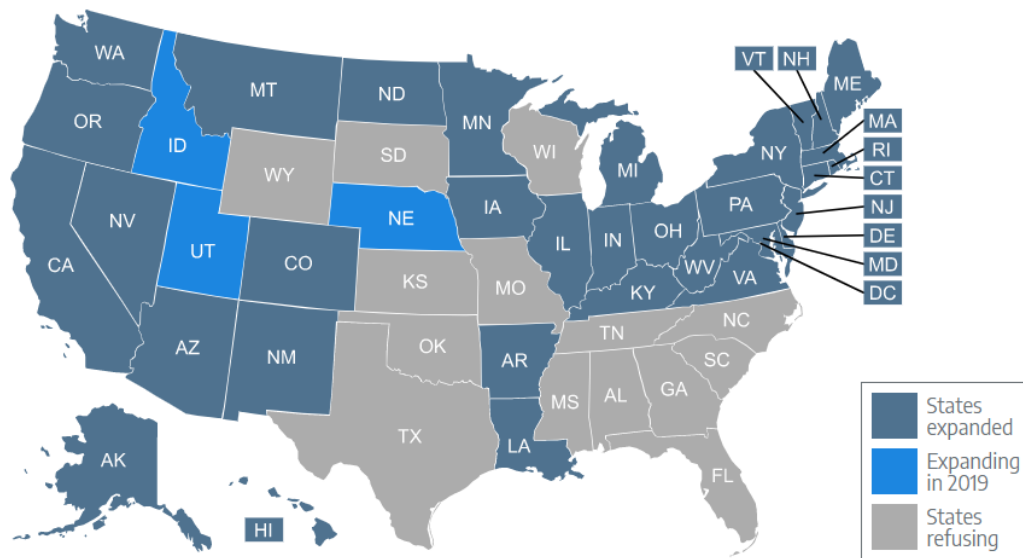 WA
MT
ND
MN
VT
NH
ME
OR
ID
WY
SD
WI
MI
NY
MA
RI
CT
NJ
DE
MD
DC
NV
UT
CO
NE
IA
IL
IN
OH
PA
WV
VA
CA
KS
MO
KY
AZ
NM
OK
AR
TN
NC
SC
TX
LA
MS
AL
GA
FL
AK
HI
States
expanded
Expanding
in 2019
States
refusing